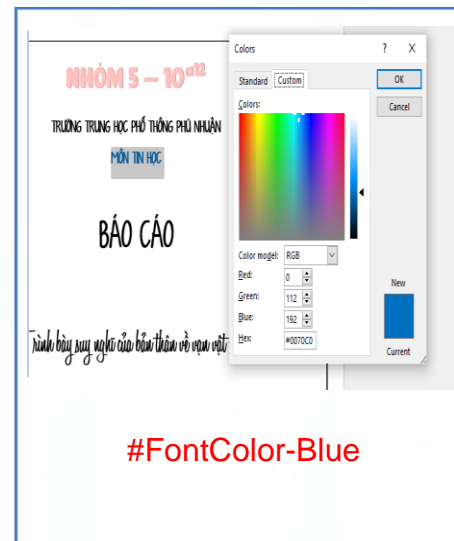 NHÓM 5 – 10ᵃ¹²
TRƯỜNG TRUNG HỌC PHỔ THÔNG PHÚ NHUẬN
MÔN TIN HỌC
BÁO CÁO
Trình bày suy nghĩ của bản thân về vạn vật
Colors
? X
Standard Custom
OK
Cancel
Colors:
Color model: RGB
Red: 0
Green: 112
Blue: 192
Hex: #0070C0
New
Current
#FontColor-Blue